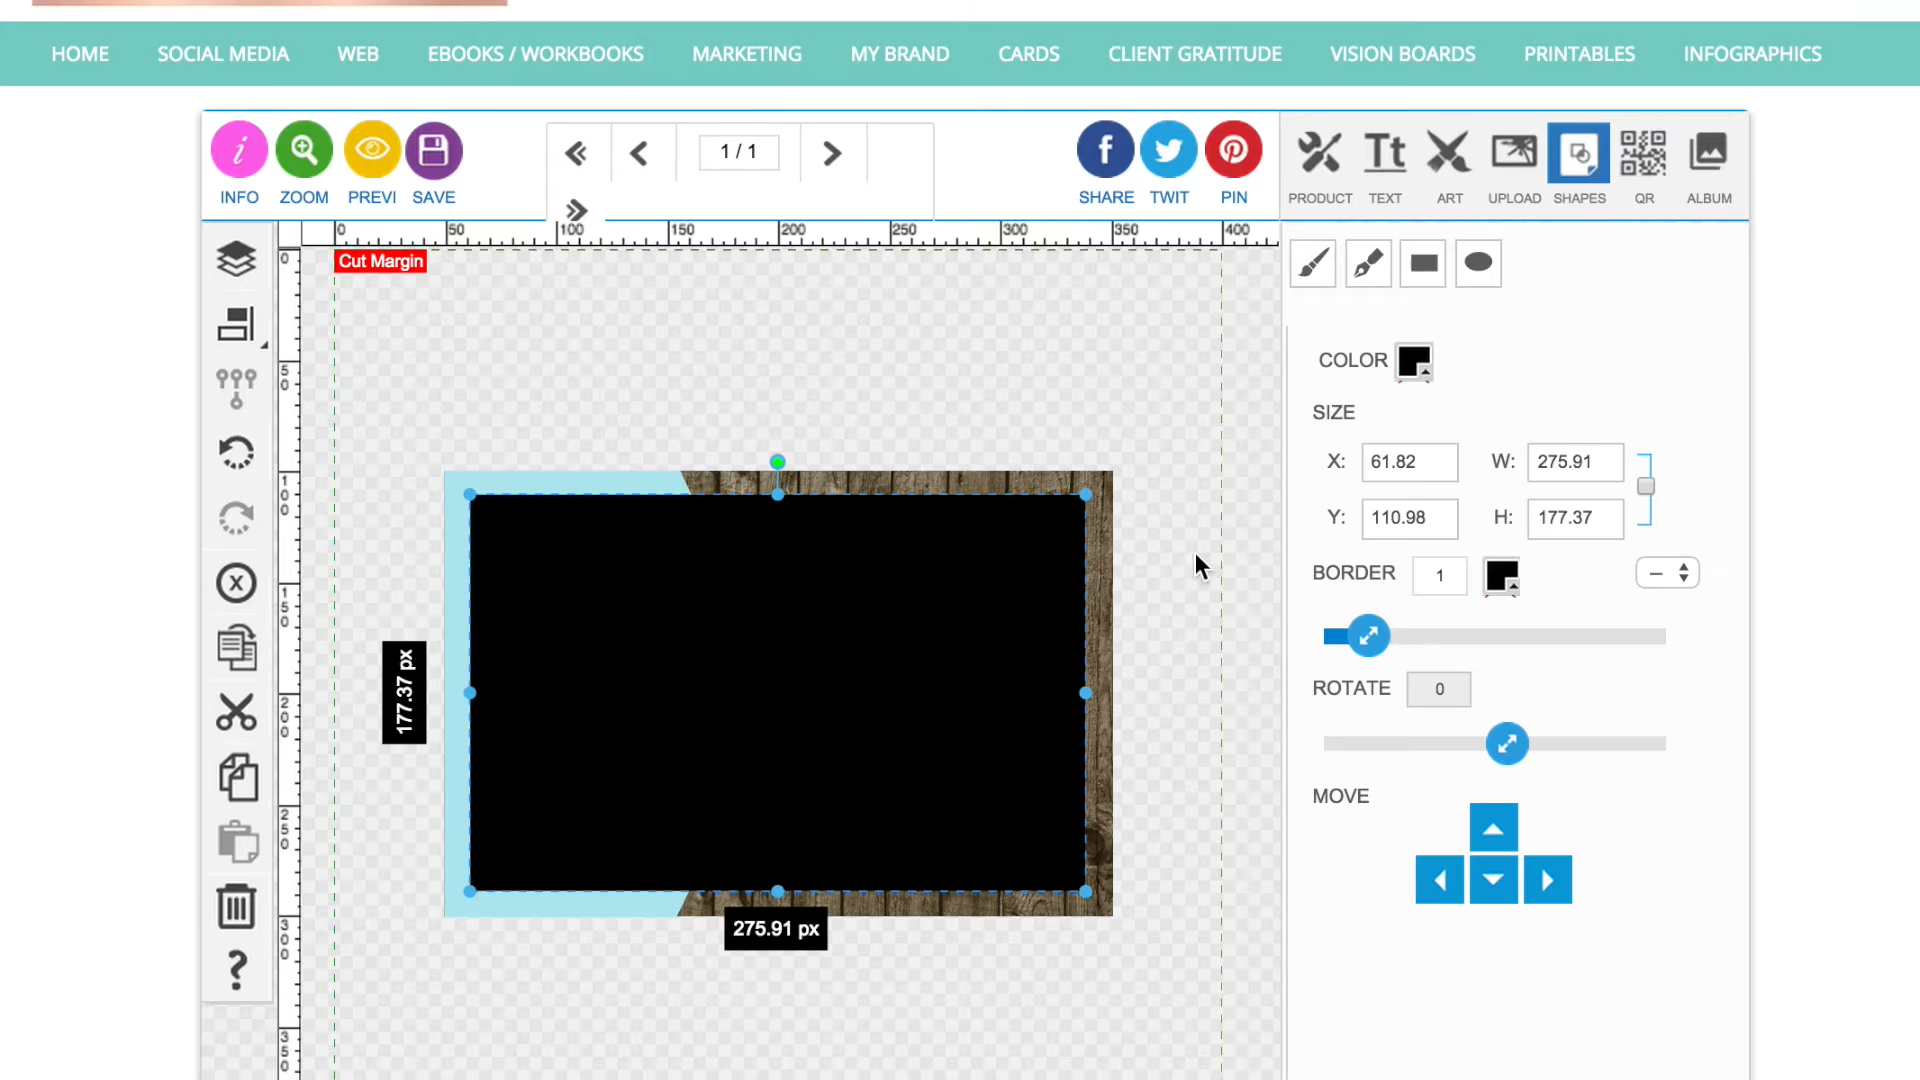 HOME SOCIAL MEDIA WEB EBOOKS / WORKBOOKS MARKETING MY BRAND CARDS CLIENT GRATITUDE VISION BOARDS PRINTABLES INFOGRAPHICS
i
INFO ZOOM PREVI SAVE
1 / 1
SHARE TWIT PIN
PRODUCT TEXT ART UPLOAD SHAPES QR ALBUM
0 50 100 150 200 250 300 350 400
Cut Margin
0
50
100
150
200
250
300
350
177.37 px
275.91 px
COLOR
SIZE
X: 61.82 W: 275.91
Y: 110.98 H: 177.37
BORDER 1 –
ROTATE 0
MOVE